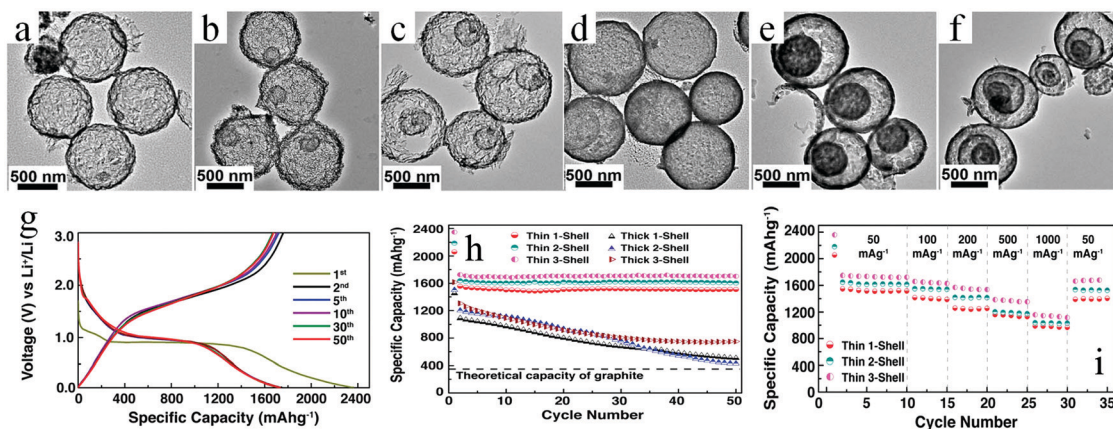 a
500 nm
b
500 nm
c
500 nm
d
500 nm
e
500 nm
f
500 nm
g
Voltage (V) vs Li⁺/Li
3.0
2.0
1.0
0.0
0 400 800 1200 1600 2000 2400
Specific Capacity (mAhg⁻¹)
1ˢᵗ
2ⁿᵈ
5ᵗʰ
10ᵗʰ
30ᵗʰ
50ᵗʰ
h
Specific Capacity (mAhg⁻¹)
2400
2000
1600
1200
800
400
0
Thin 1-Shell Thick 1-Shell
Thin 2-Shell Thick 2-Shell
Thin 3-Shell Thick 3-Shell
Theoretical capacity of graphite
0 10 20 30 40 50
Cycle Number
i
Specific Capacity (mAhg⁻¹)
2400
2000
1600
1200
800
400
0
50 100 200 500 1000 50
mAg⁻¹ mAg⁻¹ mAg⁻¹ mAg⁻¹ mAg⁻¹ mAg⁻¹
Thin 1-Shell
Thin 2-Shell
Thin 3-Shell
0 5 10 15 20 25 30 35
Cycle Number